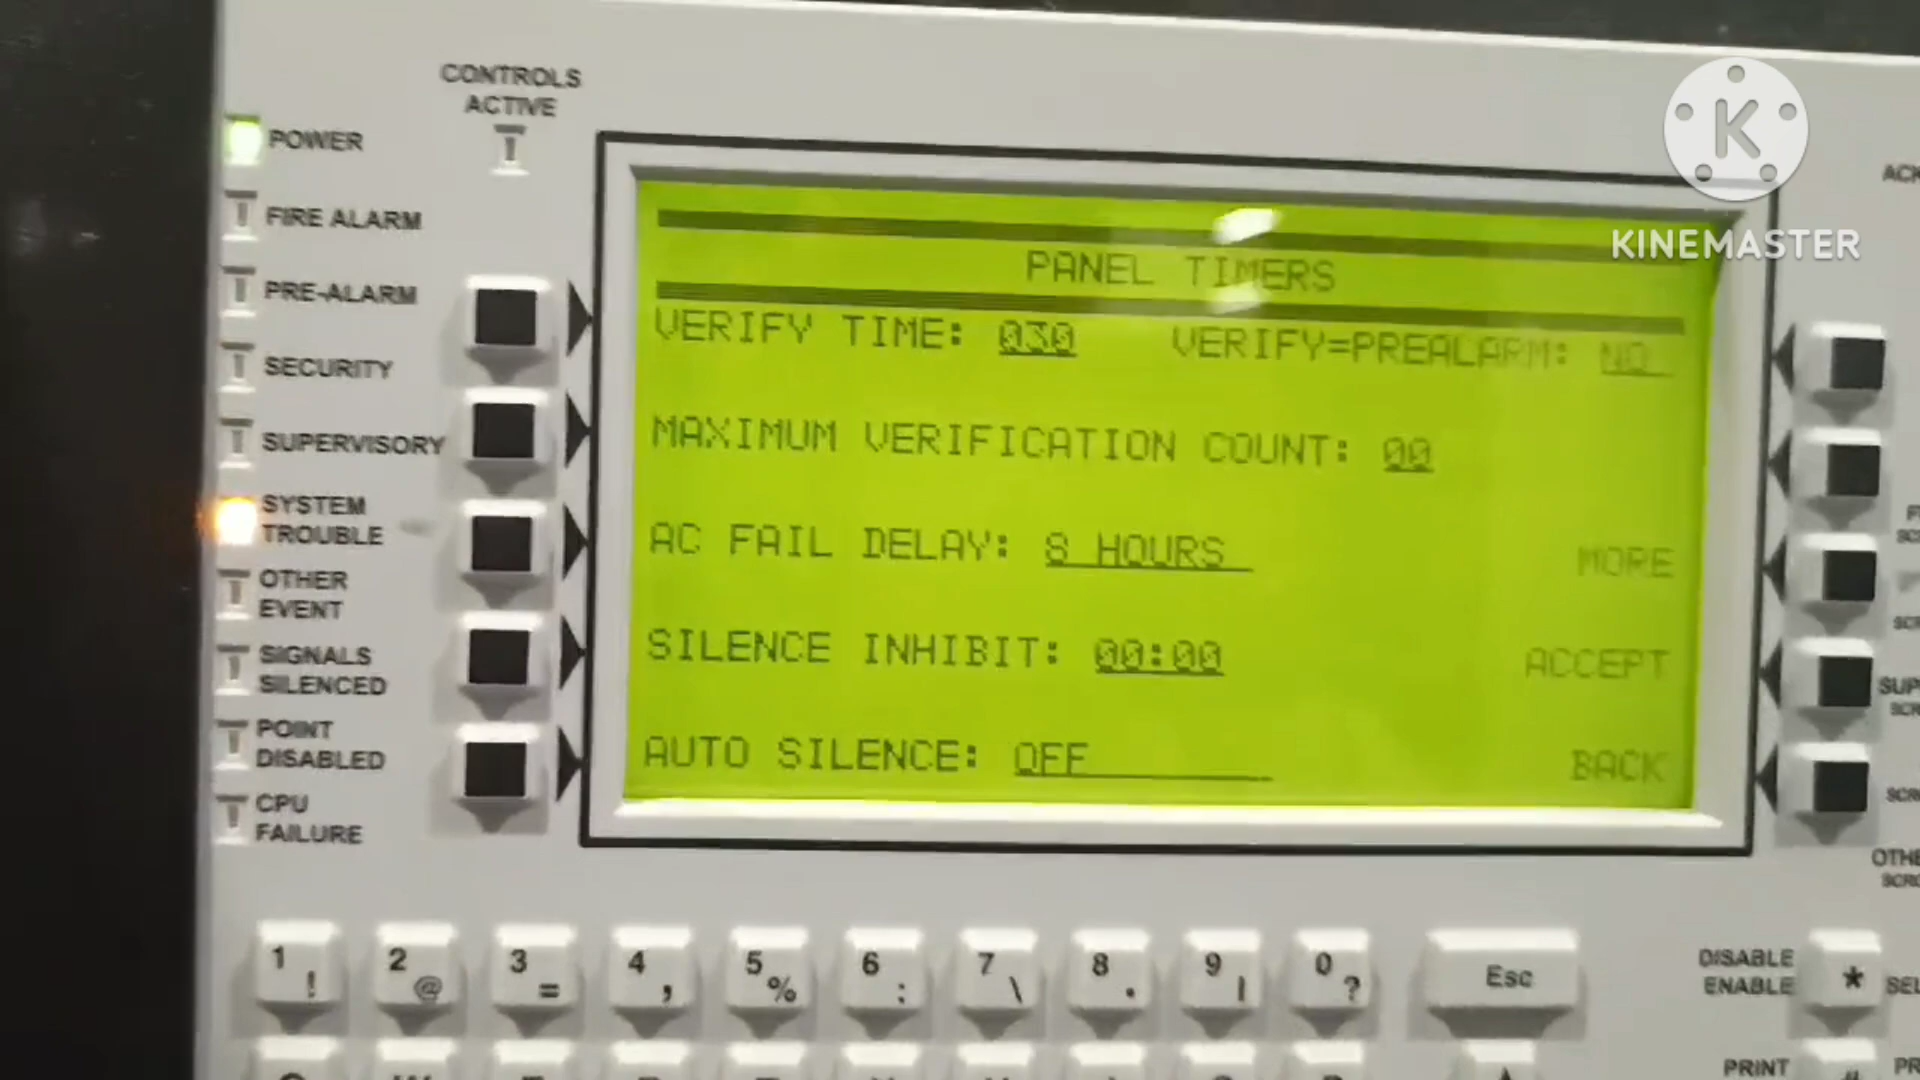 CONTROLS
ACTIVE
POWER
FIRE ALARM
PRE-ALARM
SECURITY
SUPERVISORY
SYSTEM
TROUBLE
OTHER
EVENT
SIGNALS
SILENCED
POINT
DISABLED
CPU
FAILURE
PANEL TIMERS
VERIFY TIME: 030 VERIFY=PREALARM: NO
MAXIMUM VERIFICATION COUNT: 00
AC FAIL DELAY: 8 HOURS
MORE
SILENCE INHIBIT: 00:00
ACCEPT
AUTO SILENCE: OFF
BACK
K
KINEMASTER
1 ! 2 @ 3 = 4 , 5 % 6 : 7 \ 8 . 9 | 0 ? Esc
DISABLE
ENABLE
*
PRINT